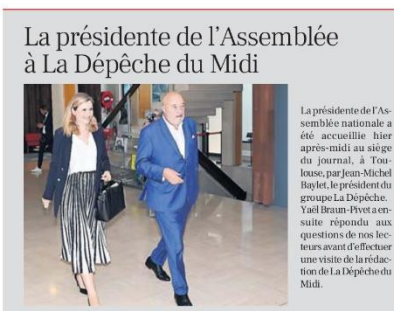 La présidente de l'Assemblée
à La Dépêche du Midi
La présidente de l'As-
semblée nationale a
été accueillie hier
après-midi au siège
du journal, à Tou-
louse, par Jean-Michel
Baylet, le président du
groupe La Dépêche.
Yaël Braun-Pivet a en-
suite répondu aux
questions de nos lec-
teurs avant d'effectuer
une visite de la rédac-
tion de La Dépêche du
Midi.